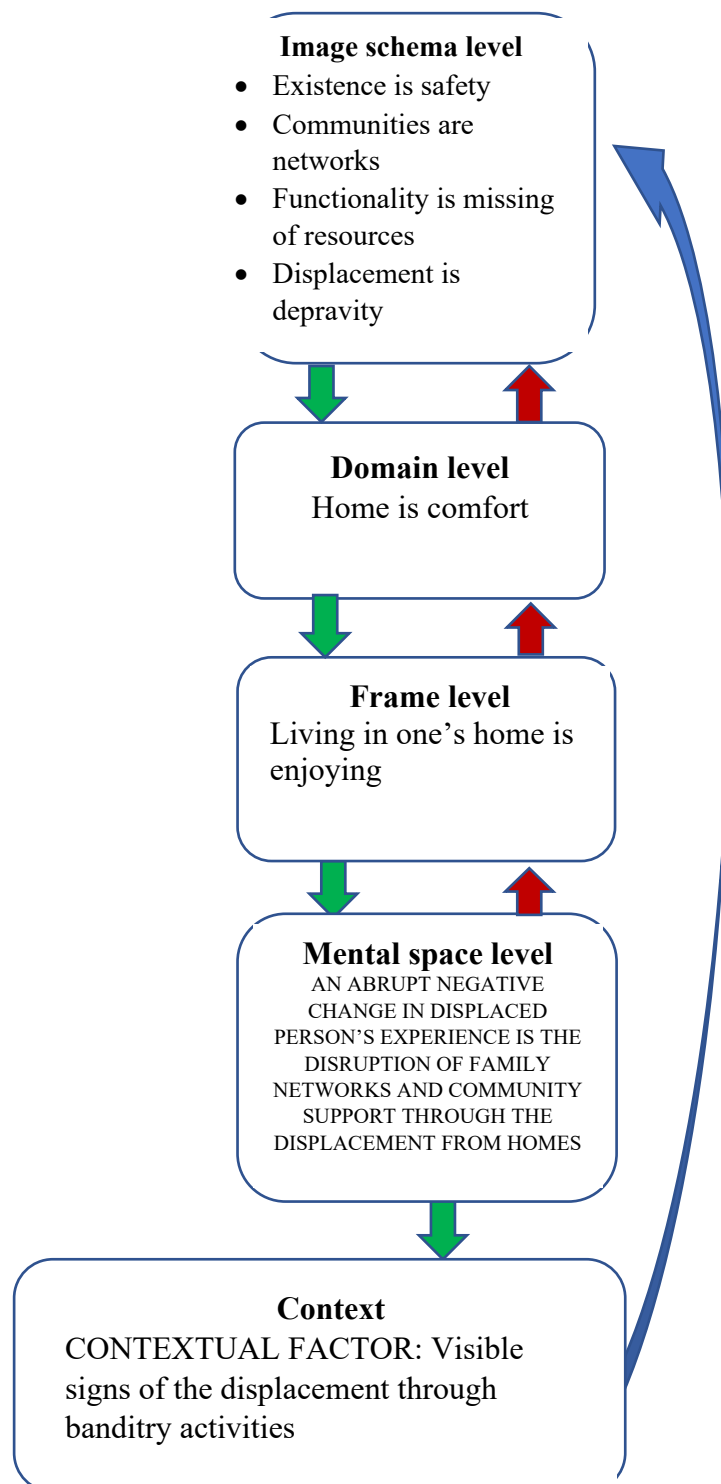 Image schema level
• Existence is safety
• Communities are
networks
• Functionality is missing
of resources
• Displacement is
depravity
Domain level
Home is comfort
Frame level
Living in one’s home is
enjoying
Mental space level
AN ABRUPT NEGATIVE
CHANGE IN DISPLACED
PERSON’S EXPERIENCE IS THE
DISRUPTION OF FAMILY
NETWORKS AND COMMUNITY
SUPPORT THROUGH THE
DISPLACEMENT FROM HOMES
Context
CONTEXTUAL FACTOR: Visible
signs of the displacement through
banditry activities